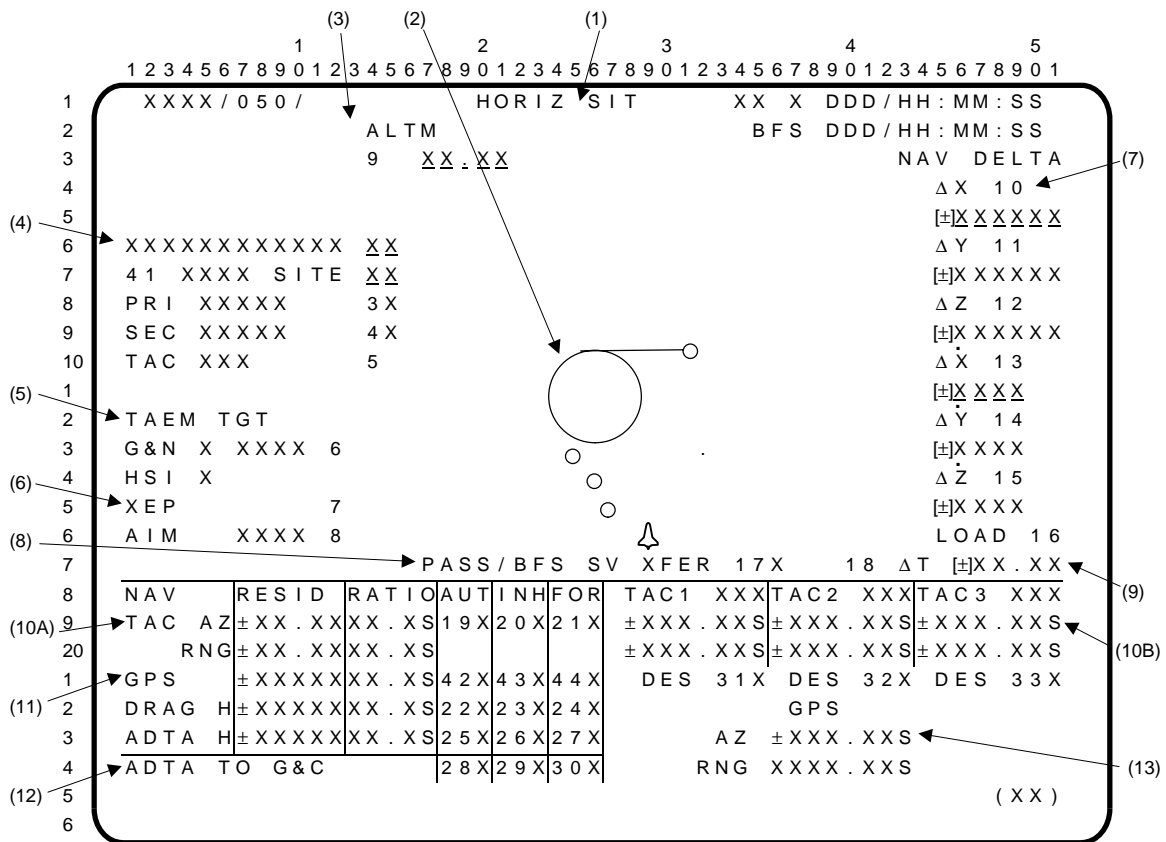 (3) (2) (1)
1 2 3 4 5
1 2 3 4 5 6 7 8 9 0 1 2 3 4 5 6 7 8 9 0 1 2 3 4 5 6 7 8 9 0 1 2 3 4 5 6 7 8 9 0 1 2 3 4 5 6 7 8 9 0 1
1 XXXX/050/ HORIZ SIT XX X DDD/HH:MM:SS
2 ALTM BFS DDD/HH:MM:SS
3 9 XX.XX NAV DELTA (7)
4 ΔX 10
(4) 5 [±]XXXXXX
6 XXXXXXXXXXXX XX ΔY 11
7 41 XXXX SITE XX [±]XXXXXX
8 PRI XXXXX 3X ΔZ 12
9 SEC XXXXX 4X [±]XXXXXX
10 TAC XXX 5 ΔẊ 13
(5) 1 [±]XXXX
2 TAEM TGT ΔẎ 14
3 G&N X XXXX 6 . [±]XXXX
(6) 4 HSI X ΔŻ 15
5 XEP 7 [±]XXXX
(8) 6 AIM XXXX 8 LOAD 16
7 PASS/BFS SV XFER 17X 18 ΔT [±]XX.XX (9)
8 NAV RESID RATIO AUT INH FOR TAC1 XXX TAC2 XXX TAC3 XXX
(10A) 9 TAC AZ ±XX.XX XX.XS 19X 20X 21X ±XXX.XXS ±XXX.XXS ±XXX.XXS
20 RNG ±XX.XX XX.XS ±XXX.XXS ±XXX.XXS ±XXX.XXS (10B)
(11) 1 GPS ±XXXXX XX.XS 42X 43X 44X DES 31X DES 32X DES 33X
2 DRAG H ±XXXXX XX.XS 22X 23X 24X GPS
3 ADTA H ±XXXXX XX.XS 25X 26X 27X AZ ±XXX.XXS
4 ADTA TO G&C 28X 29X 30X RNG XXXX.XXS (13)
(12) 5 (XX)
6